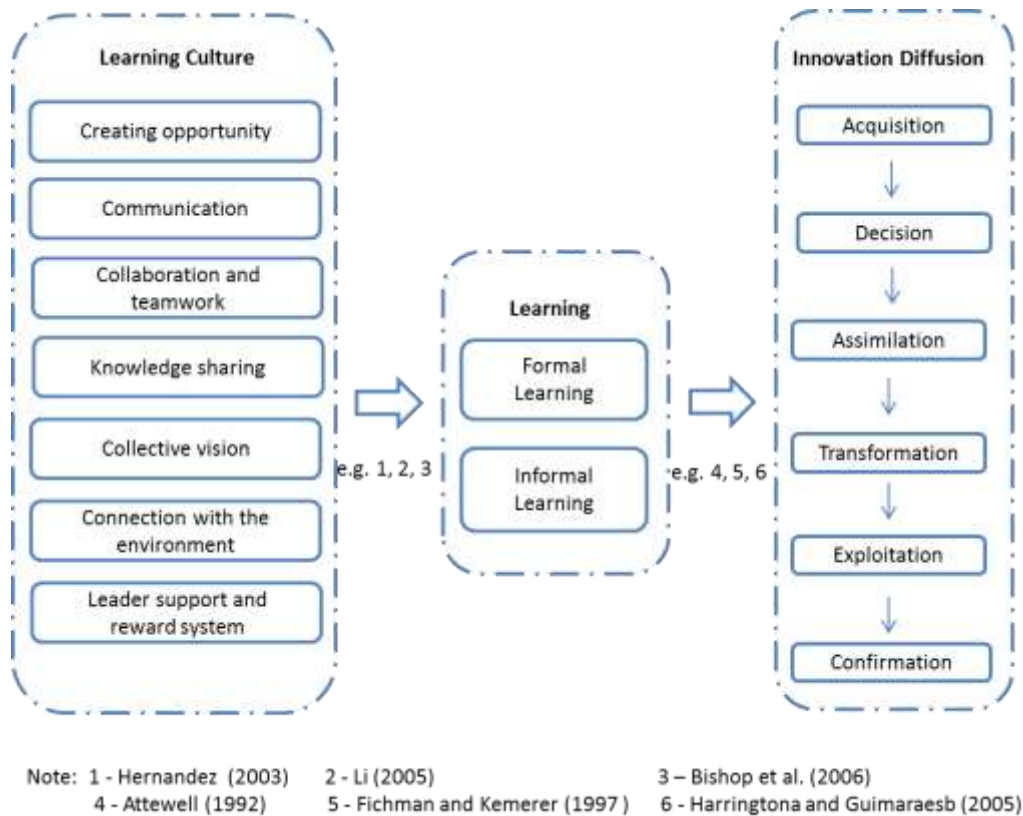 Learning Culture
Creating opportunity
Communication
Collaboration and
teamwork
Knowledge sharing
Collective vision
Connection with the
environment
Leader support and
reward system
e.g. 1, 2, 3
Learning
Formal
Learning
Informal
Learning
e.g. 4, 5, 6
Innovation Diffusion
Acquisition
Decision
Assimilation
Transformation
Exploitation
Confirmation
Note: 1 - Hernandez (2003) 2 - Li (2005) 3 – Bishop et al. (2006)
4 - Attewell (1992) 5 - Fichman and Kemerer (1997 ) 6 - Harringtona and Guimaraesb (2005)